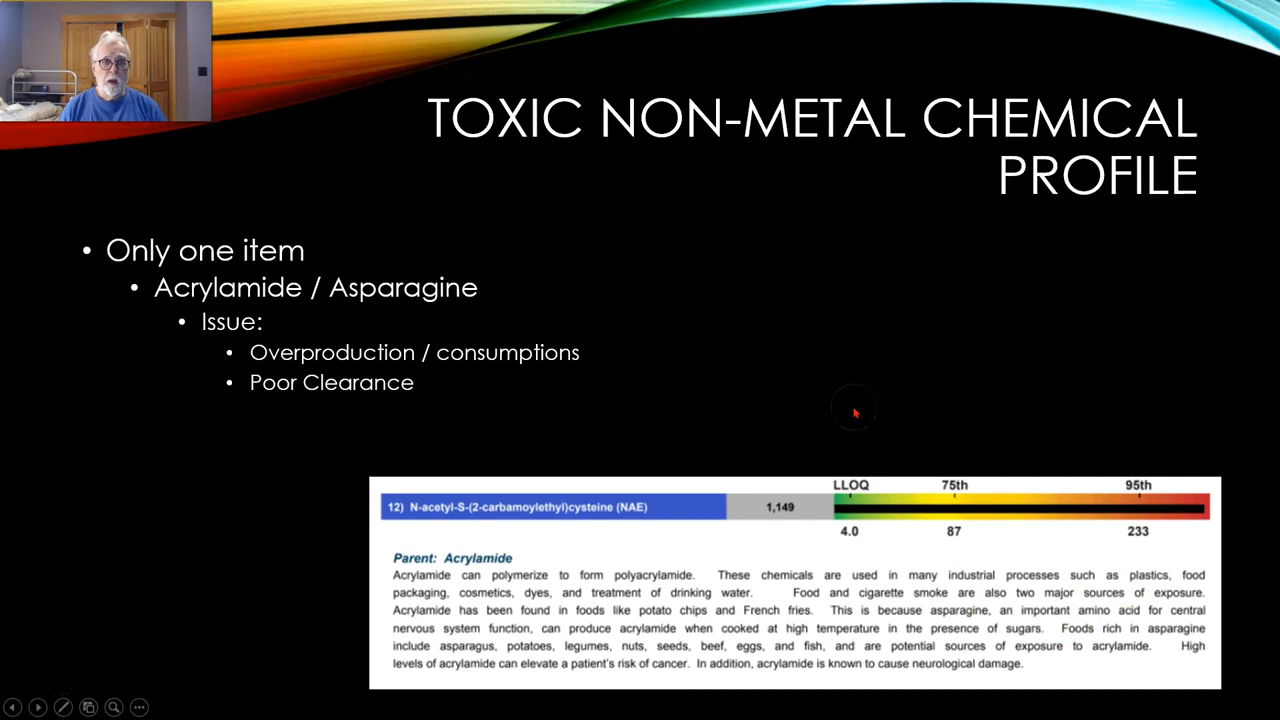 TOXIC NON-METAL CHEMICAL
PROFILE
• Only one item
• Acrylamide / Asparagine
• Issue:
• Overproduction / consumptions
• Poor Clearance
LLOQ 75th 95th
12) N-acetyl-S-(2-carbamoylethyl)cysteine (NAE) 1,149
4.0 87 233
Parent: Acrylamide
Acrylamide can polymerize to form polyacrylamide. These chemicals are used in many industrial processes such as plastics, food
packaging, cosmetics, dyes, and treatment of drinking water. Food and cigarette smoke are also two major sources of exposure.
Acrylamide has been found in foods like potato chips and French fries. This is because asparagine, an important amino acid for central
nervous system function, can produce acrylamide when cooked at high temperature in the presence of sugars. Foods rich in asparagine
include asparagus, potatoes, legumes, nuts, seeds, beef, eggs, and fish, and are potential sources of exposure to acrylamide. High
levels of acrylamide can elevate a patient's risk of cancer. In addition, acrylamide is known to cause neurological damage.